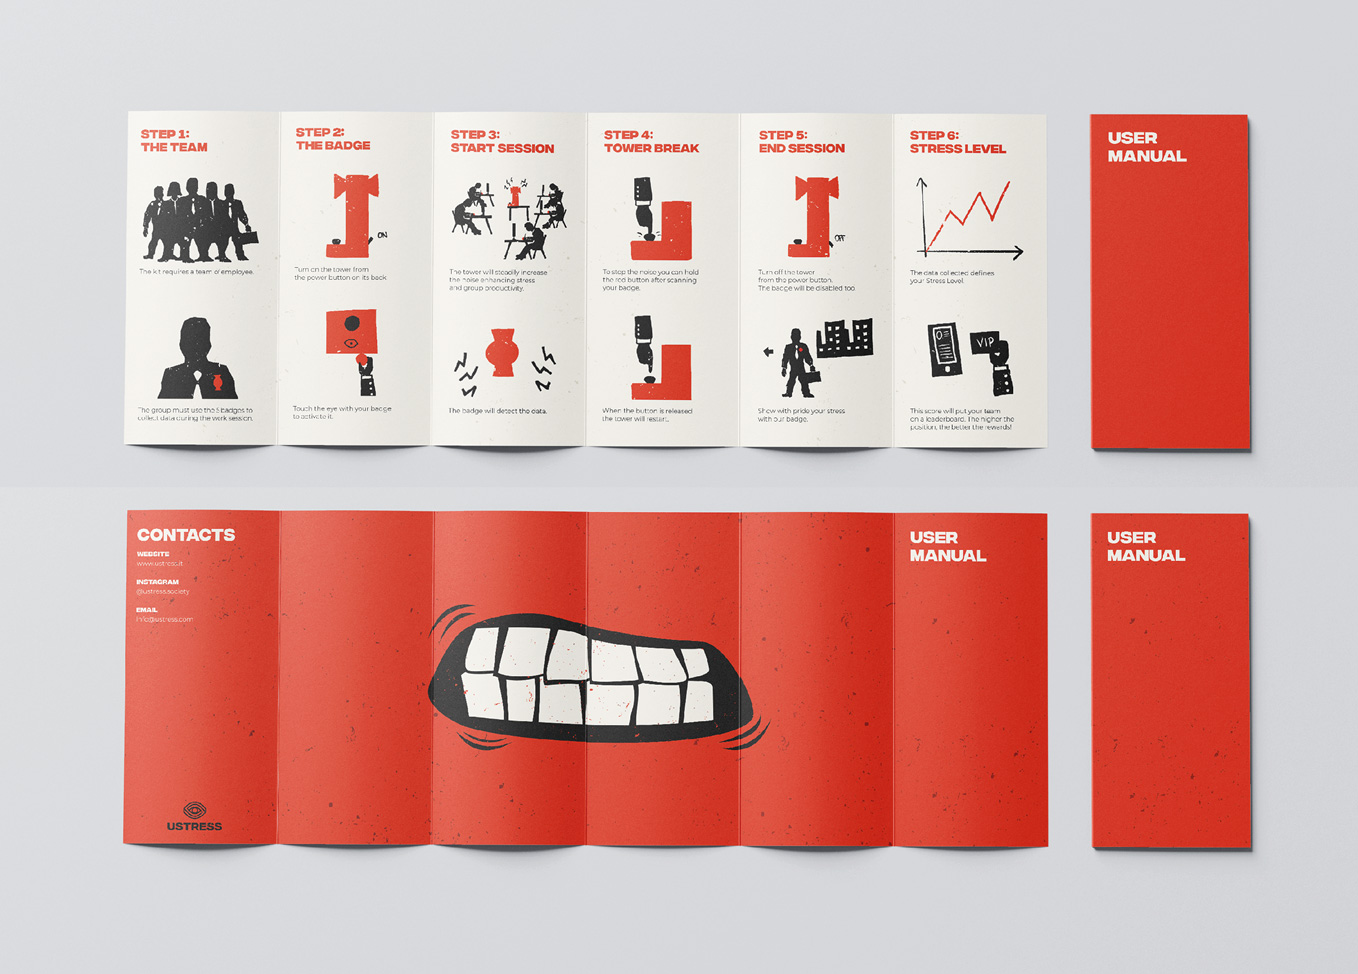 STEP 1:
THE TEAM
The kit requires a team of employee.
The group must use the 5 badges to
collect data during the work session.
STEP 2:
THE BADGE
ON
Turn on the tower from
the power button on its back
Touch the eye with your badge
to activate it.
STEP 3:
START SESSION
The tower will steadily increase
the noise enhancing stress
and group productivity.
The badge will detect the data.
STEP 4:
TOWER BREAK
To stop the noise you can hold
the red button after scanning
your badge.
When the button is released
the tower will restart.
STEP 5:
END SESSION
OFF
Turn off the tower
from the power button.
The badge will be disabled too.
Show with pride your stress
with our badge.
STEP 6:
STRESS LEVEL
The data collected defines
your Stress Level.
VIP
This score will put your team
on a leaderboard. The higher the
position, the better the rewards!
USER
MANUAL
CONTACTS
WEBSITE
www.ustress.it
INSTAGRAM
@ustress.society
EMAIL
info@ustress.com
USTRESS
USER
MANUAL
USER
MANUAL